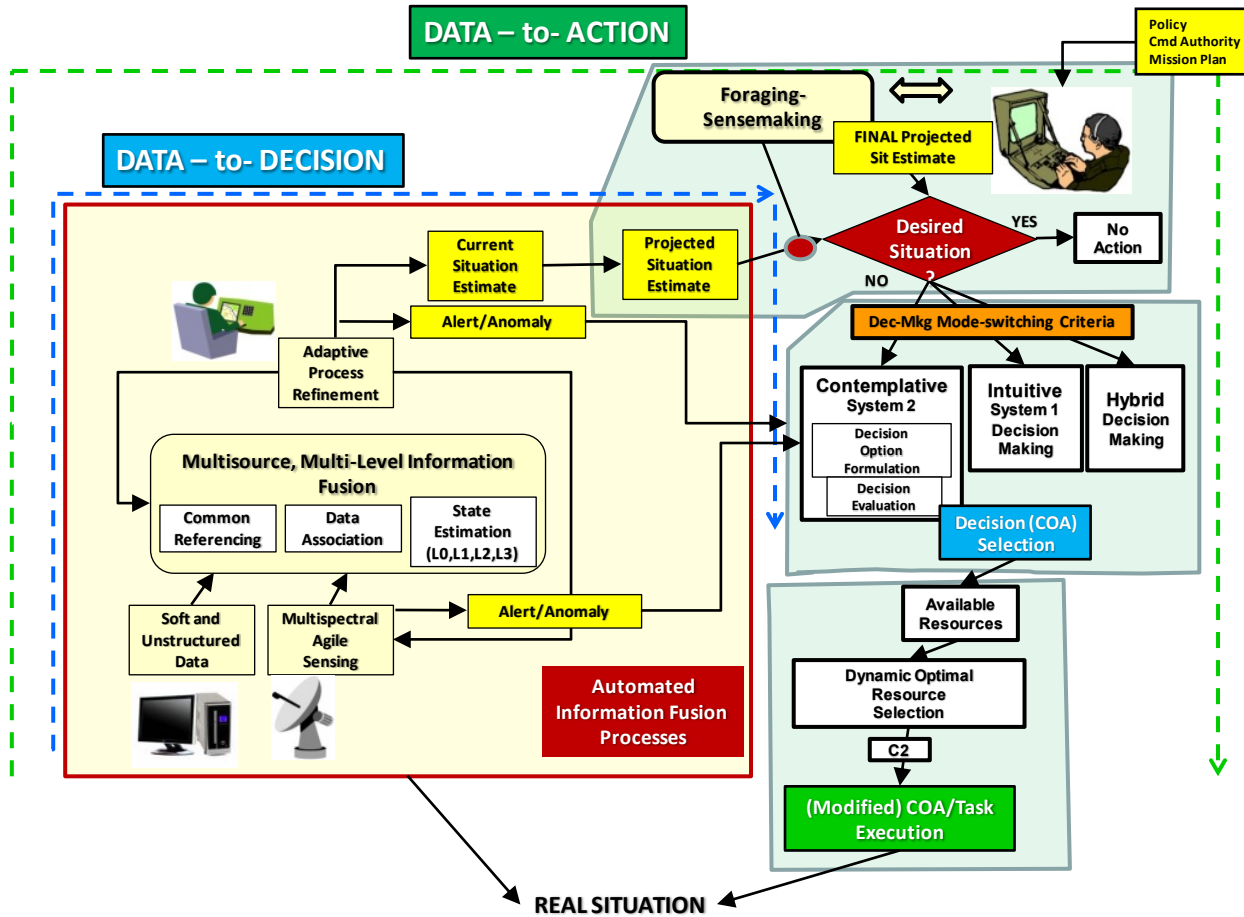 DATA – to- ACTION
Policy
Cmd Authority
Mission Plan
Foraging-
Sensemaking
FINAL Projected
Sit Estimate
DATA – to- DECISION
Desired
Situation
?
YES
No
Action
NO
Current
Situation
Estimate
Projected
Situation
Estimate
Alert/Anomaly
Dec-Mkg Mode-switching Criteria
Adaptive
Process
Refinement
Contemplative
System 2
Decision
Option
Formulation
Decision
Evaluation
Intuitive
System 1
Decision
Making
Hybrid
Decision
Making
Multisource, Multi-Level Information
Fusion
Common
Referencing
Data
Association
State
Estimation
(L0,L1,L2,L3)
Decision (COA)
Selection
Soft and
Unstructured
Data
Multispectral
Agile
Sensing
Alert/Anomaly
Available
Resources
Automated
Information Fusion
Processes
Dynamic Optimal
Resource
Selection
C2
(Modified) COA/Task
Execution
REAL SITUATION